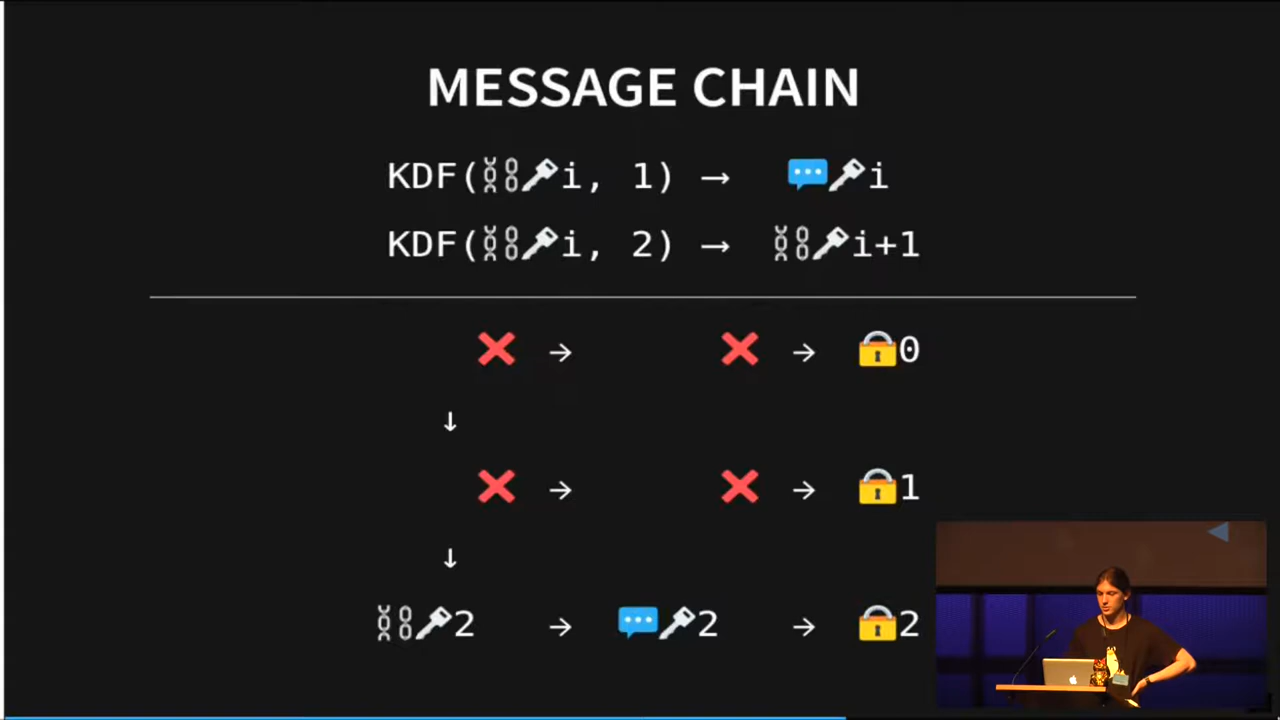 MESSAGE CHAIN
KDF(⛓🔑i, 1) → 💬🔑i
KDF(⛓🔑i, 2) → ⛓🔑i+1
❌ → ❌ → 🔒0
↓
❌ → ❌ → 🔒1
↓
⛓🔑2 → 💬🔑2 → 🔒2